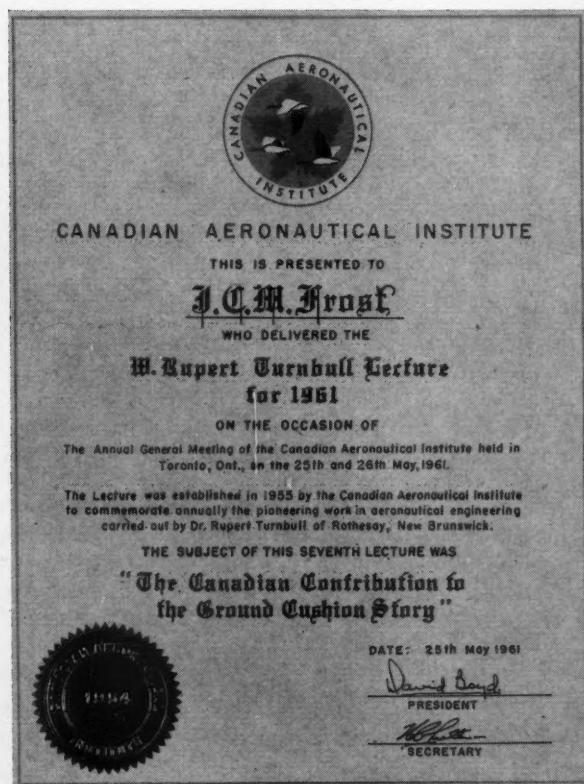 CANADIAN AERONAUTICAL
INSTITUTE
CANADIAN AERONAUTICAL INSTITUTE
THIS IS PRESENTED TO
J.C.M. Frost
WHO DELIVERED THE
W. Rupert Turnbull Lecture
for 1961
ON THE OCCASION OF
The Annual General Meeting of the Canadian Aeronautical Institute held in
Toronto, Ont., on the 25th and 26th May, 1961.
The Lecture was established in 1955 by the Canadian Aeronautical Institute
to commemorate annually the pioneering work in aeronautical engineering
carried out by Dr. Rupert Turnbull of Rothesay, New Brunswick.
THE SUBJECT OF THIS SEVENTH LECTURE WAS
"The Canadian Contribution to
the Ground Cushion Story"
DATE: 25th May 1961
David Boyd
PRESIDENT
SECRETARY
1954